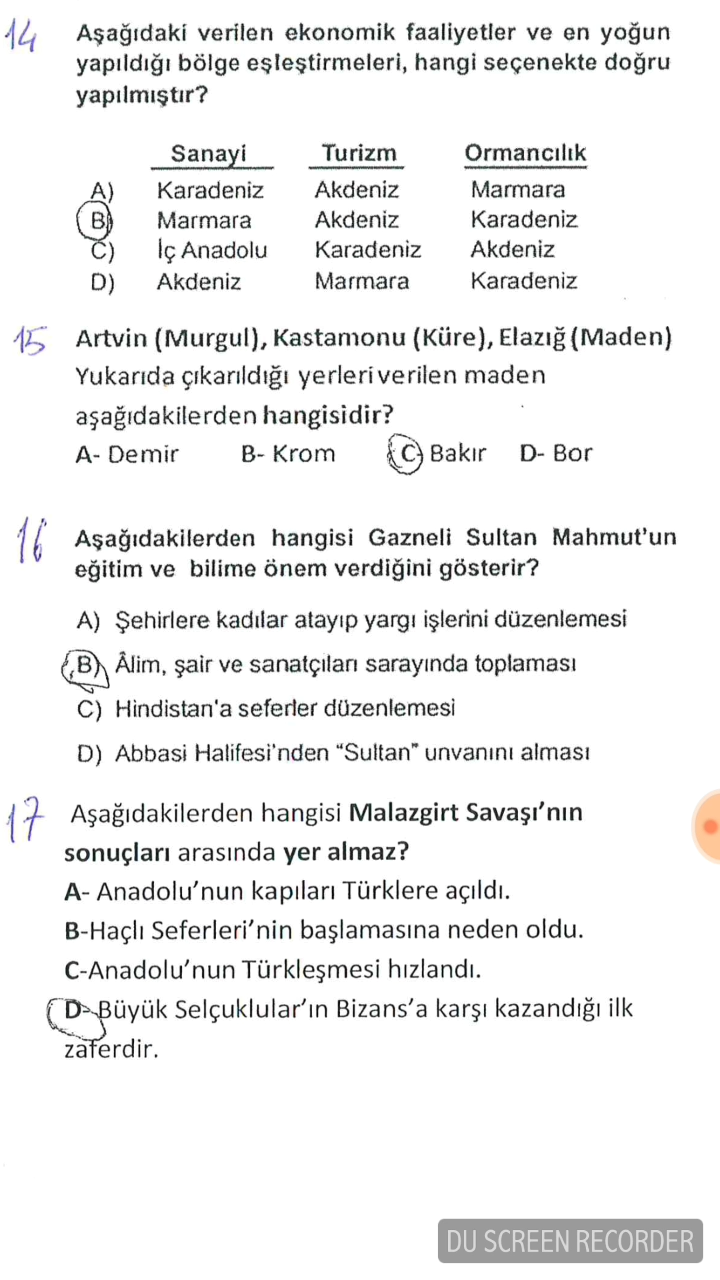 14 Aşağıdaki verilen ekonomik faaliyetler ve en yoğun
yapıldığı bölge eşleştirmeleri, hangi seçenekte doğru
yapılmıştır?
Sanayi Turizm Ormancılık
A) Karadeniz Akdeniz Marmara
B) Marmara Akdeniz Karadeniz
C) İç Anadolu Karadeniz Akdeniz
D) Akdeniz Marmara Karadeniz
15 Artvin (Murgul), Kastamonu (Küre), Elazığ (Maden)
Yukarıda çıkarıldığı yerleri verilen maden
aşağıdakilerden hangisidir?
A- Demir B- Krom C) Bakır D- Bor
16 Aşağıdakilerden hangisi Gazneli Sultan Mahmut'un
eğitim ve bilime önem verdiğini gösterir?
A) Şehirlere kadılar atayıp yargı işlerini düzenlemesi
B) Âlim, şair ve sanatçıları sarayında toplaması
C) Hindistan'a seferler düzenlemesi
D) Abbasi Halifesi'nden “Sultan” unvanını alması
17 Aşağıdakilerden hangisi Malazgirt Savaşı’nın
sonuçları arasında yer almaz?
A- Anadolu’nun kapıları Türklere açıldı.
B-Haçlı Seferleri’nin başlamasına neden oldu.
C-Anadolu’nun Türkleşmesi hızlandı.
D-Büyük Selçuklular’ın Bizans’a karşı kazandığı ilk
zaferdir.
DU SCREEN RECORDER